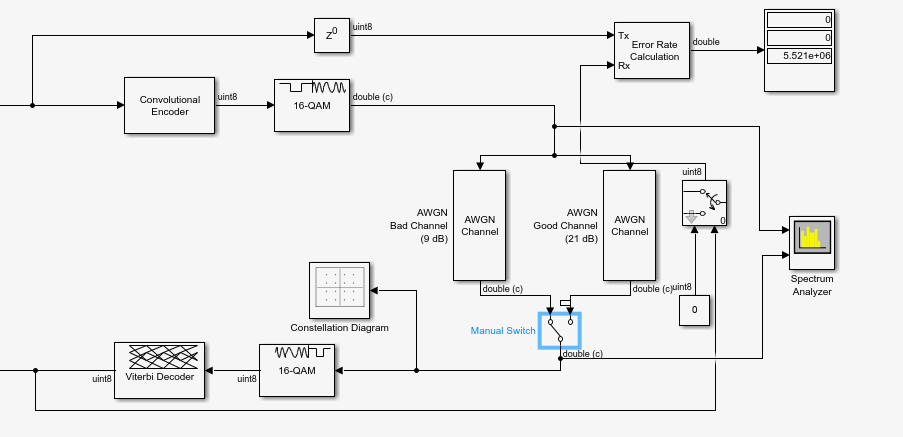 Z0
uint8
Tx
Error Rate
Calculation
Rx
double
0
0
5.521e+06
Convolutional
Encoder
uint8
16-QAM
double (c)
AWGN
Bad Channel
(9 dB)
AWGN
Channel
AWGN
Good Channel
(21 dB)
AWGN
Channel
uint8
0
Spectrum
Analyzer
double (c)
double (c)
uint8
0
Constellation Diagram
Manual Switch
double (c)
uint8
Viterbi Decoder
uint8
16-QAM